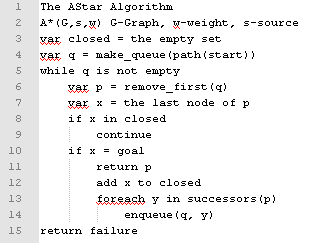 1 The AStar Algorithm
2 A*(G,s,w) G-Graph, w-weight, s-source
3 var closed = the empty set
4 var q = make_queue(path(start))
5 while q is not empty
6 var p = remove_first(q)
7 var x = the last node of p
8 if x in closed
9 continue
10 if x = goal
11 return p
12 add x to closed
13 foreach y in successors(p)
14 enqueue(q, y)
15 return failure